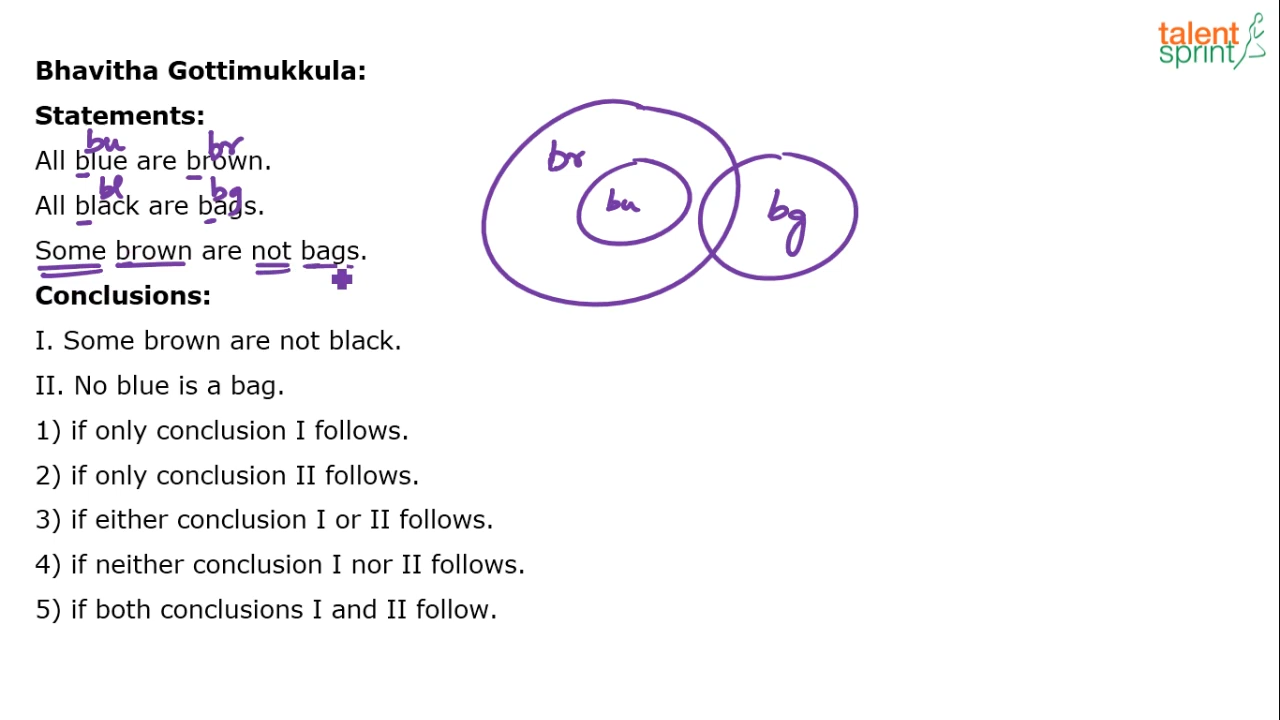 talent
sprint
Bhavitha Gottimukkula:
Statements:
bu br
All blue are brown.
bl bg
All black are bags.
Some brown are not bags.
Conclusions:
I. Some brown are not black.
II. No blue is a bag.
1) if only conclusion I follows.
2) if only conclusion II follows.
3) if either conclusion I or II follows.
4) if neither conclusion I nor II follows.
5) if both conclusions I and II follow.
br
bu
bg